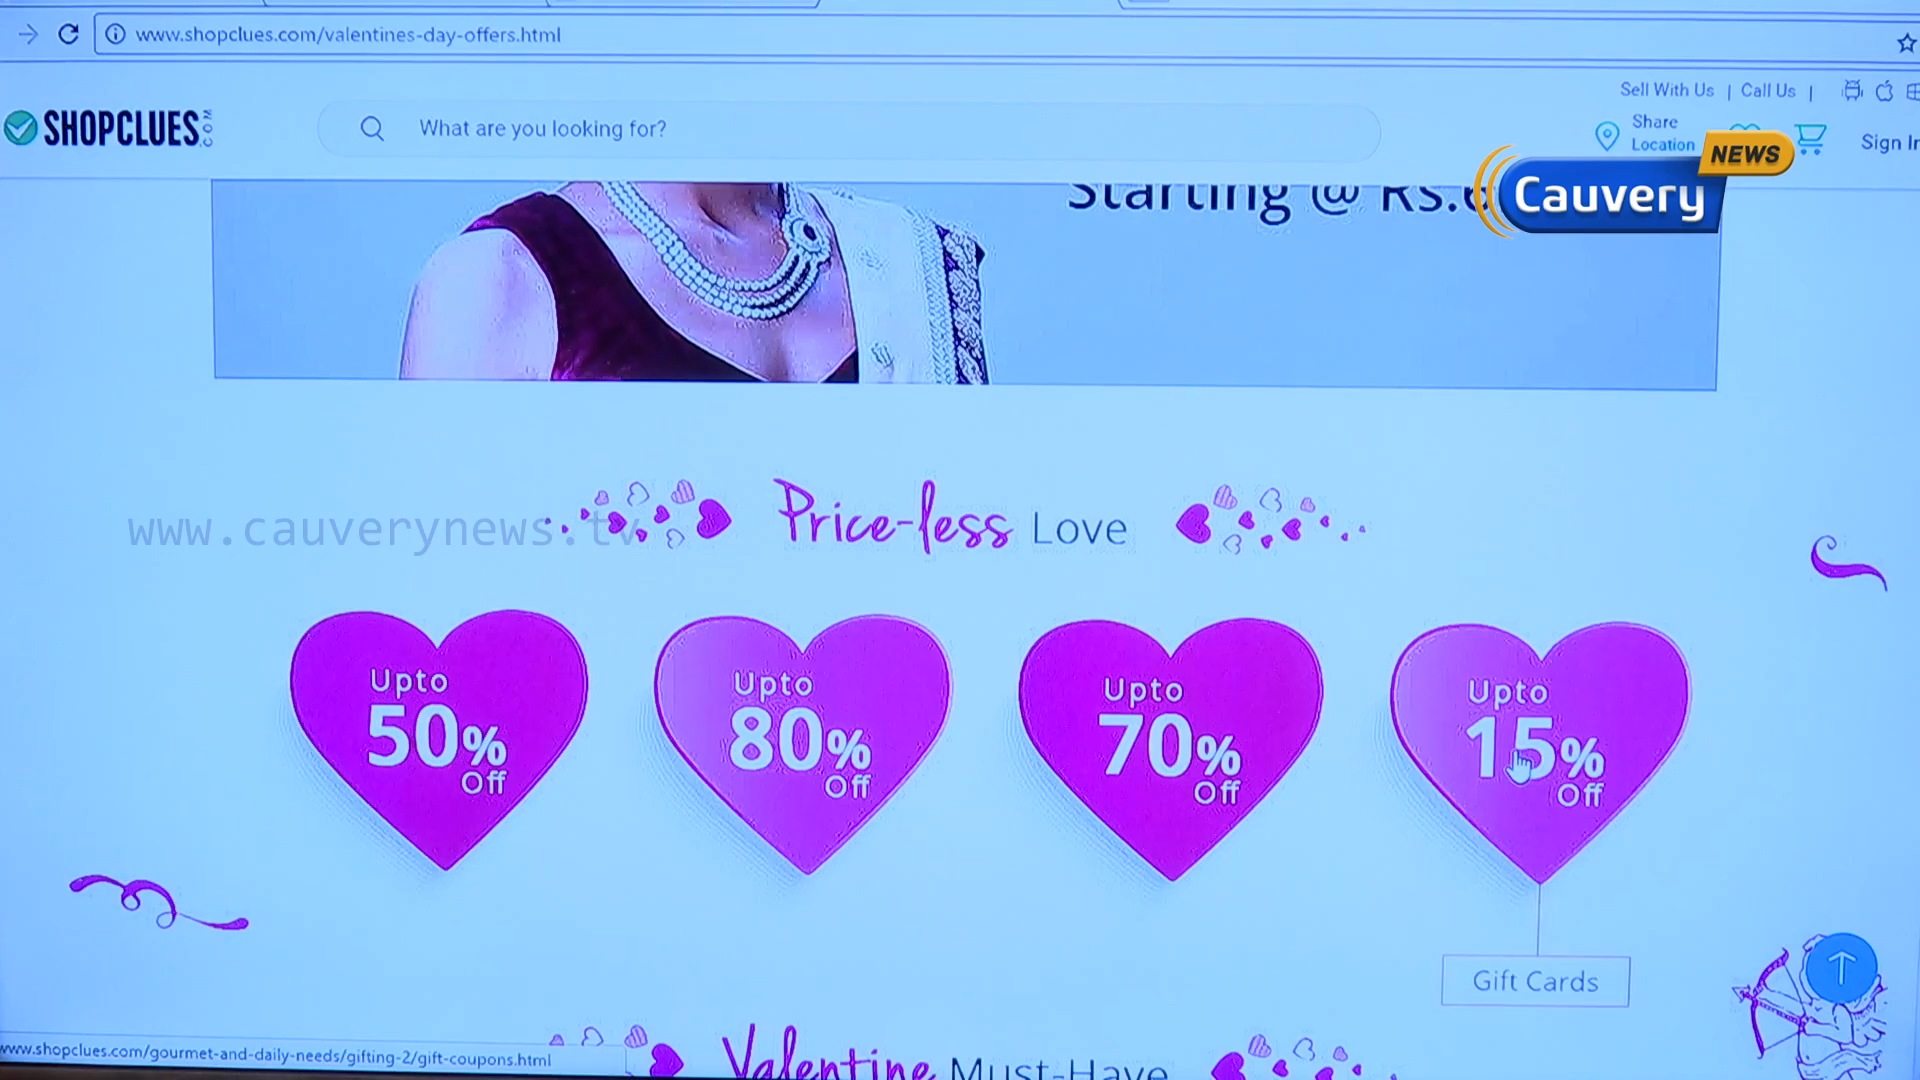 www.shopclues.com/valentines-day-offers.html
Sell With Us | Call Us |
SHOPCLUES.COM
What are you looking for?
Share
Location
Sign In
NEWS
Cauvery
Starting @ Rs.
www.cauverynews.tv
Price-less Love
Upto
50%
Off
Upto
80%
Off
Upto
70%
Off
Upto
15%
Off
Gift Cards
www.shopclues.com/gourmet-and-daily-needs/gifting-2/gift-coupons.html
Valentine Must-Have